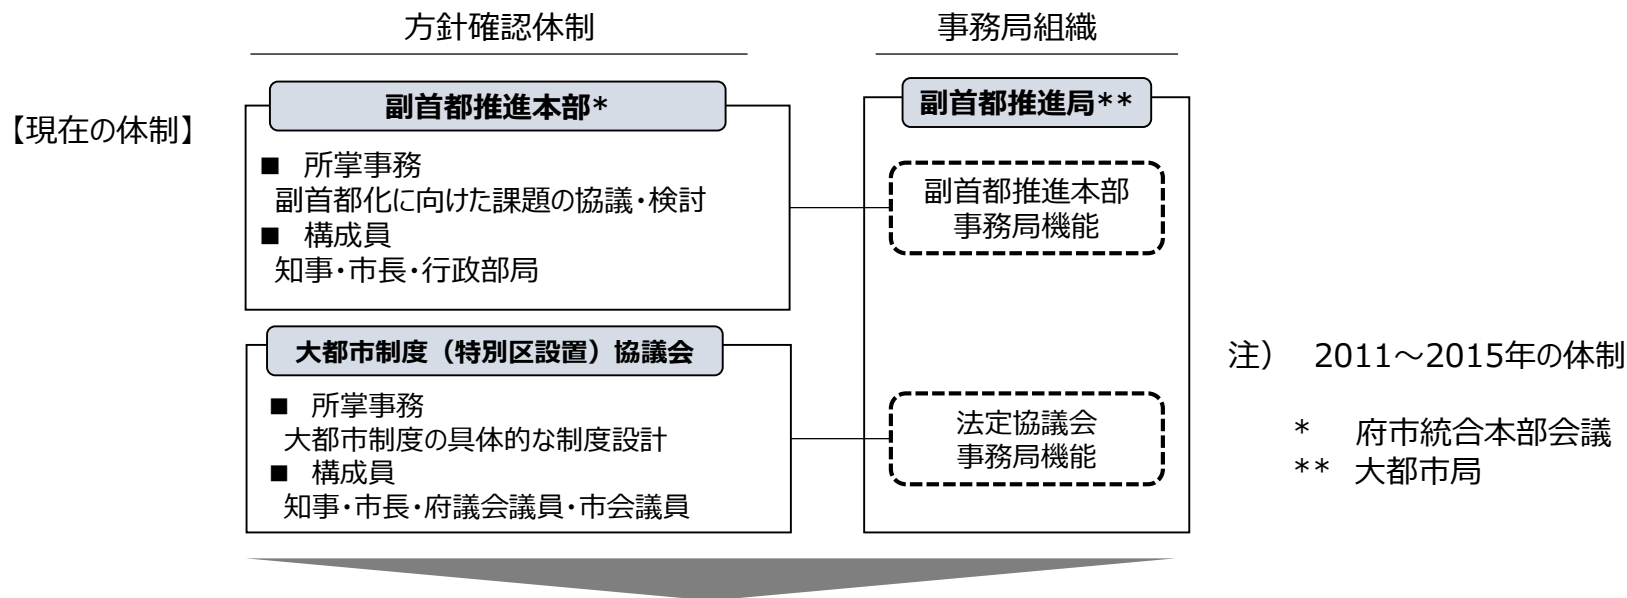 方針確認体制
事務局組織
【現在の体制】
副首都推進本部*
■ 所掌事務
副首都化に向けた課題の協議・検討
■ 構成員
知事・市長・行政部局
副首都推進局**
副首都推進本部
事務局機能
大都市制度（特別区設置）協議会
■ 所掌事務
大都市制度の具体的な制度設計
■ 構成員
知事・市長・府議会議員・市会議員
法定協議会
事務局機能
注） 2011～2015年の体制
* 府市統合本部会議
** 大都市局